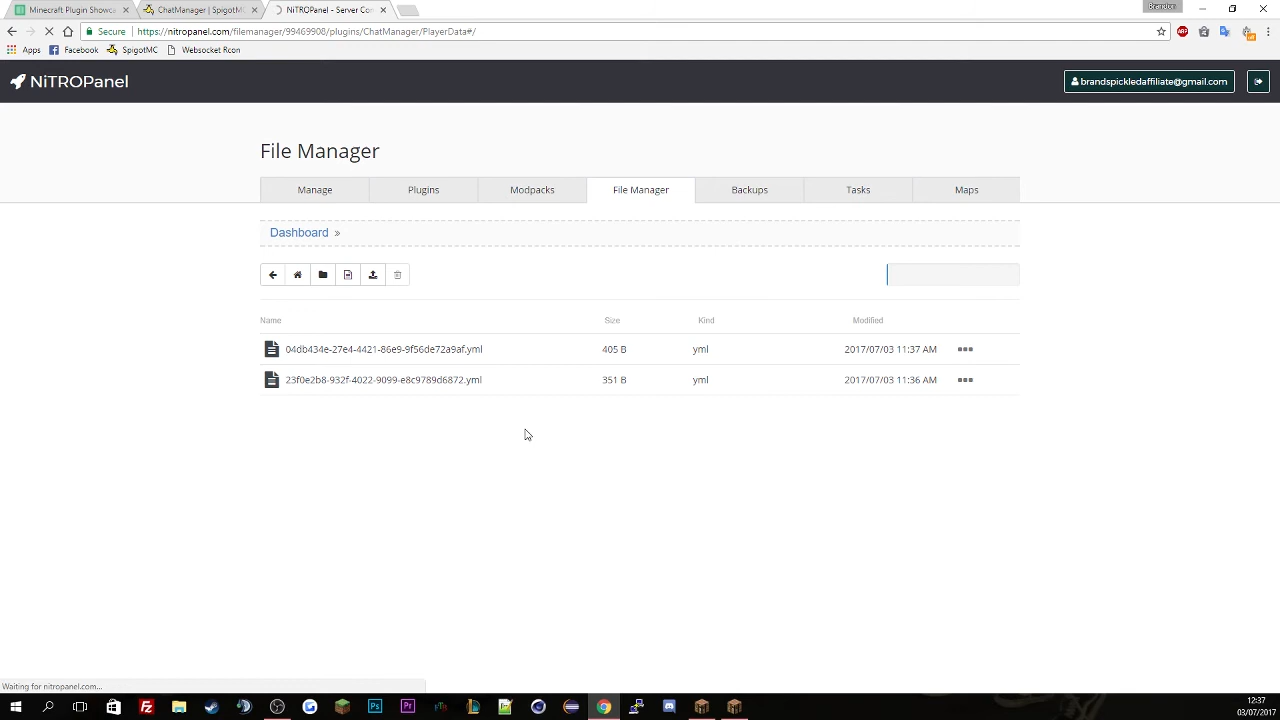 Minecraft Plugin Showca
ChatManager | SpigotM
NiTROPanel - Server Co
Brandon
Secure
https://nitropanel.com/filemanager/99469908/plugins/ChatManager/PlayerData#/
Apps
Facebook
SpigotMC
Websocket Rcon
NiTROPanel
brandspickledaffiliate@gmail.com
File Manager
Manage
Plugins
Modpacks
File Manager
Backups
Tasks
Maps
Dashboard »
Name
Size
Kind
Modified
04db434e-27e4-4421-86e9-9f56de72a9af.yml
405 B
yml
2017/07/03 11:37 AM
23f0e2b8-932f-4022-9099-e8c9789d6872.yml
351 B
yml
2017/07/03 11:36 AM
Waiting for nitropanel.com...
12:37
03/07/2017